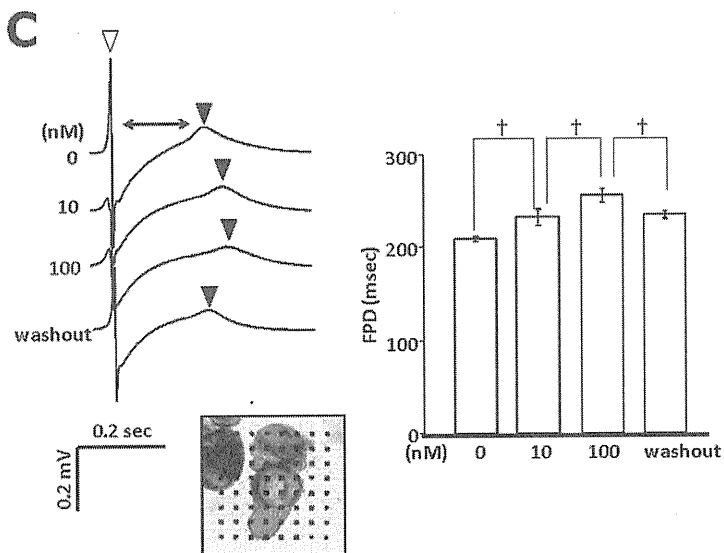 C
(nM)
0
10
100
washout
0.2 sec
0.2 mV
† † †
FPD (msec)
300
200
100
0
(nM) 0 10 100 washout